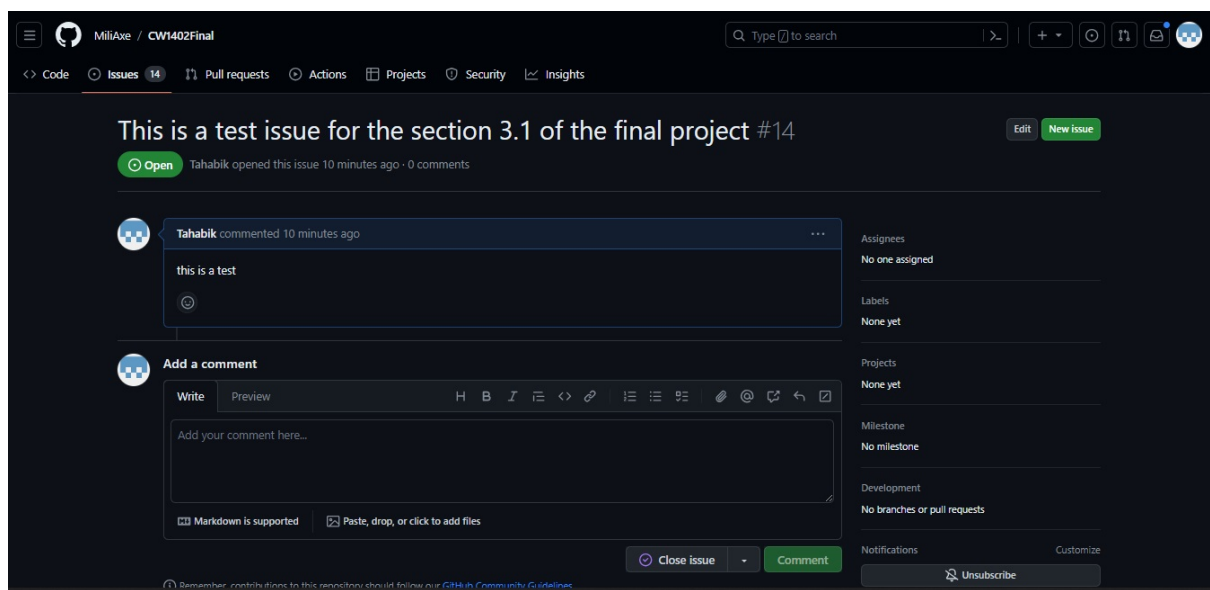 MiliAxe / CW1402Final
Type / to search
Code
Issues 14
Pull requests
Actions
Projects
Security
Insights
This is a test issue for the section 3.1 of the final project #14
Edit
New issue
Open
Tahabik opened this issue 10 minutes ago · 0 comments
Tahabik commented 10 minutes ago
this is a test
Assignees
No one assigned
Labels
None yet
Projects
None yet
Milestone
No milestone
Development
No branches or pull requests
Notifications
Customize
Unsubscribe
Add a comment
Write
Preview
Add your comment here...
Markdown is supported
Paste, drop, or click to add files
Close issue
Comment
Remember, contributions to this repository should follow our GitHub Community Guidelines